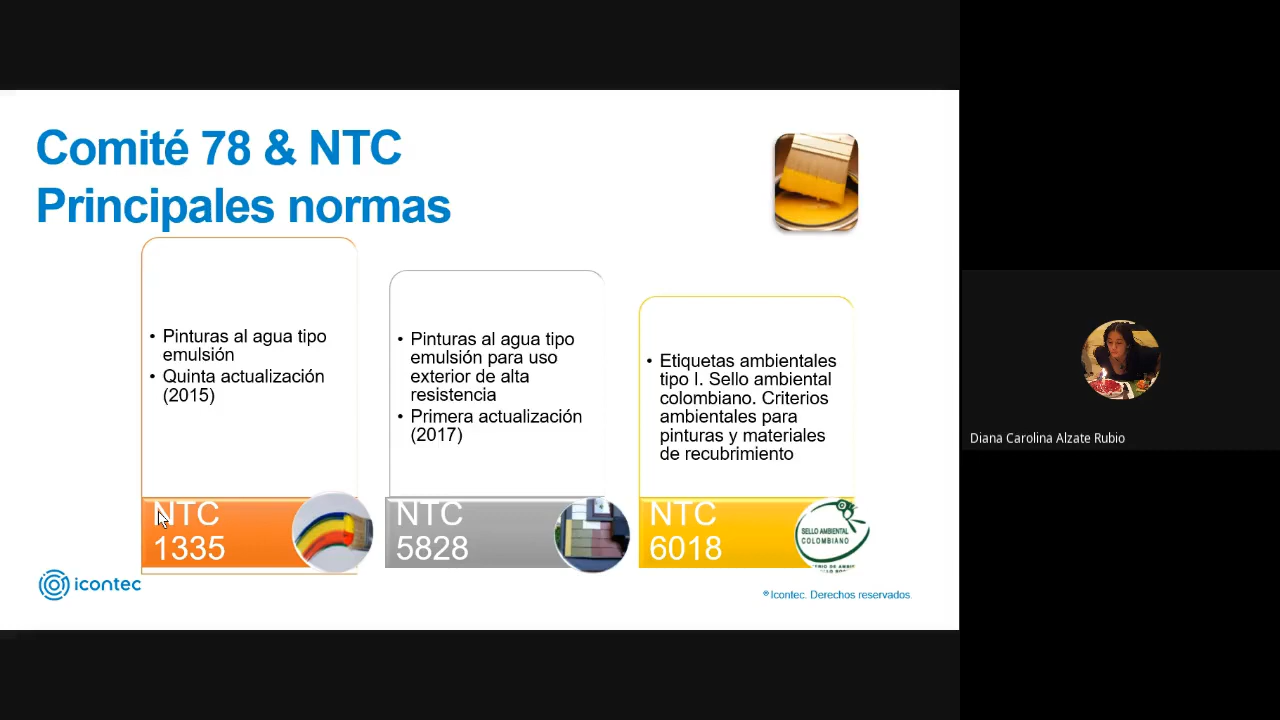 Comité 78 & NTC
Principales normas
• Pinturas al agua tipo
emulsión
• Quinta actualización
(2015)
NTC
1335
• Pinturas al agua tipo
emulsión para uso
exterior de alta
resistencia
• Primera actualización
(2017)
NTC
5828
• Etiquetas ambientales
tipo I. Sello ambiental
colombiano. Criterios
ambientales para
pinturas y materiales
de recubrimiento
NTC
6018
SELLO AMBIENTAL
COLOMBIANO
icontec
® Icontec. Derechos reservados.
Diana Carolina Alzate Rubio